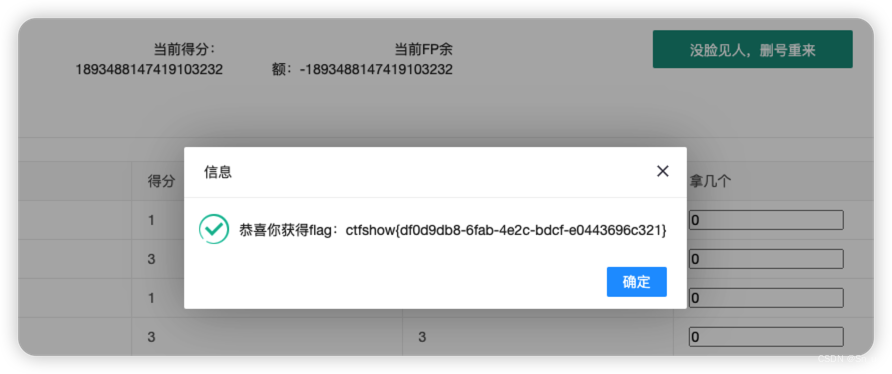 当前得分：
1893488147419103232
当前FP余
额：-1893488147419103232
没脸见人，删号重来
信息
恭喜你获得flag：ctfshow{df0d9db8-6fab-4e2c-bdcf-e0443696c321}
确定
得分
拿几个
1
0
3
0
1
0
3
3
0